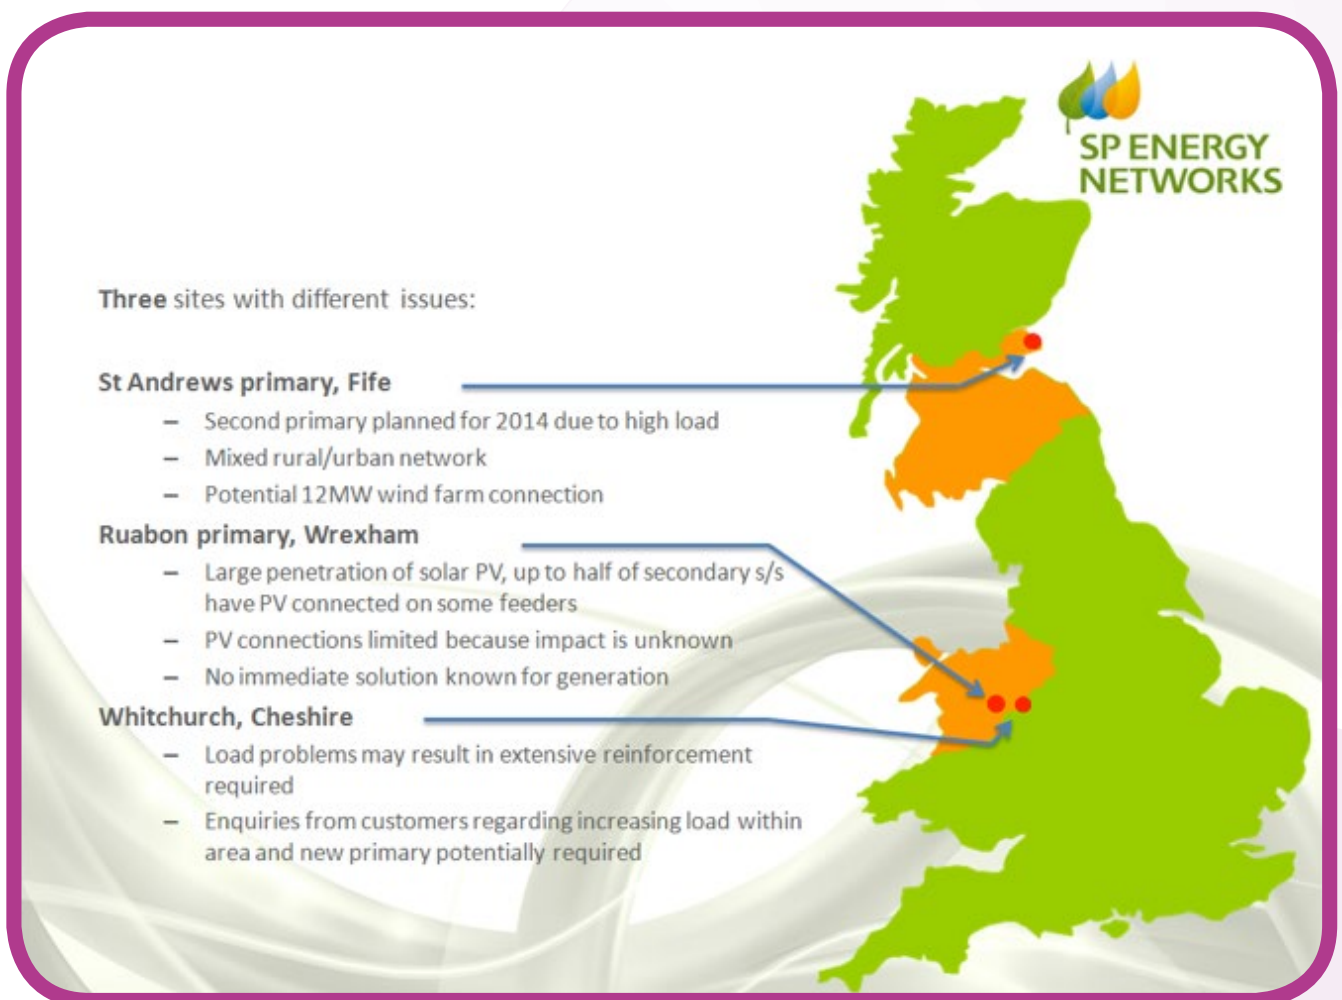 SP ENERGY
NETWORKS
Three sites with different issues:
St Andrews primary, Fife
– Second primary planned for 2014 due to high load
– Mixed rural/urban network
– Potential 12MW wind farm connection
Ruabon primary, Wrexham
– Large penetration of solar PV, up to half of secondary s/s
have PV connected on some feeders
– PV connections limited because impact is unknown
– No immediate solution known for generation
Whitchurch, Cheshire
– Load problems may result in extensive reinforcement
required
– Enquiries from customers regarding increasing load within
area and new primary potentially required